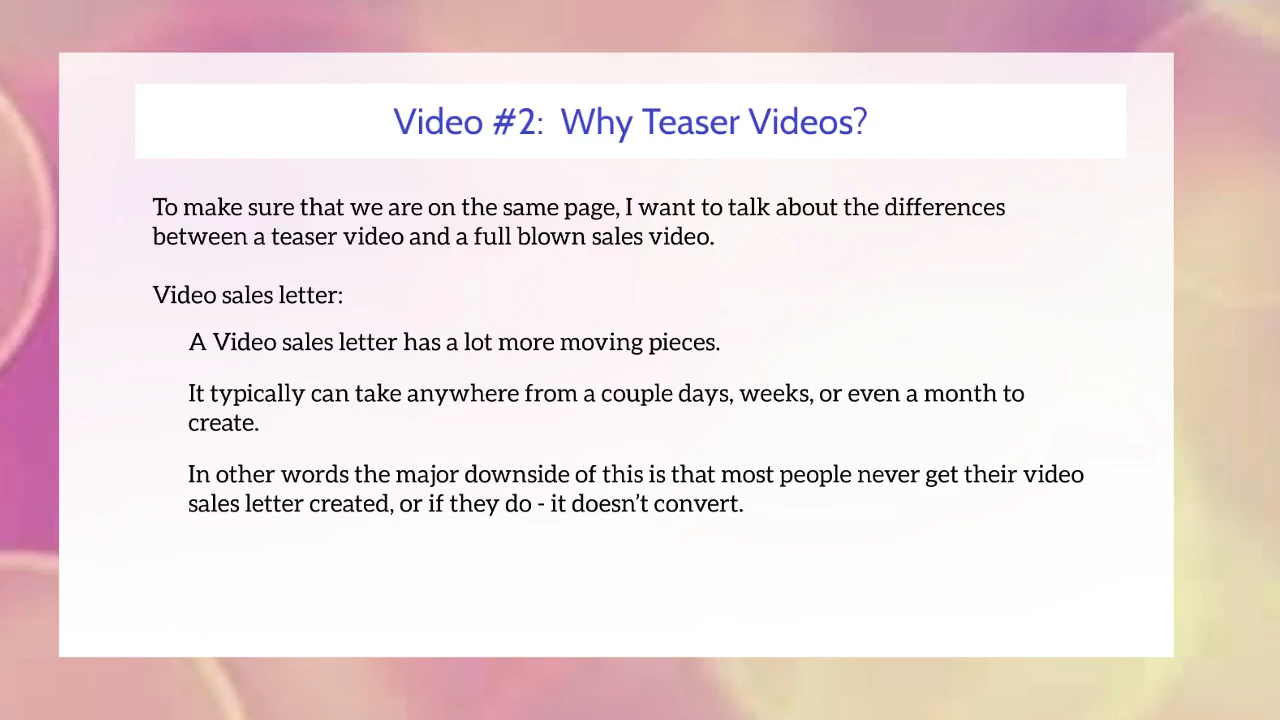 Video #2:  Why Teaser Videos?
To make sure that we are on the same page, I want to talk about the differences
between a teaser video and a full blown sales video.
Video sales letter:
A Video sales letter has a lot more moving pieces.
It typically can take anywhere from a couple days, weeks, or even a month to
create.
In other words the major downside of this is that most people never get their video
sales letter created, or if they do - it doesn’t convert.